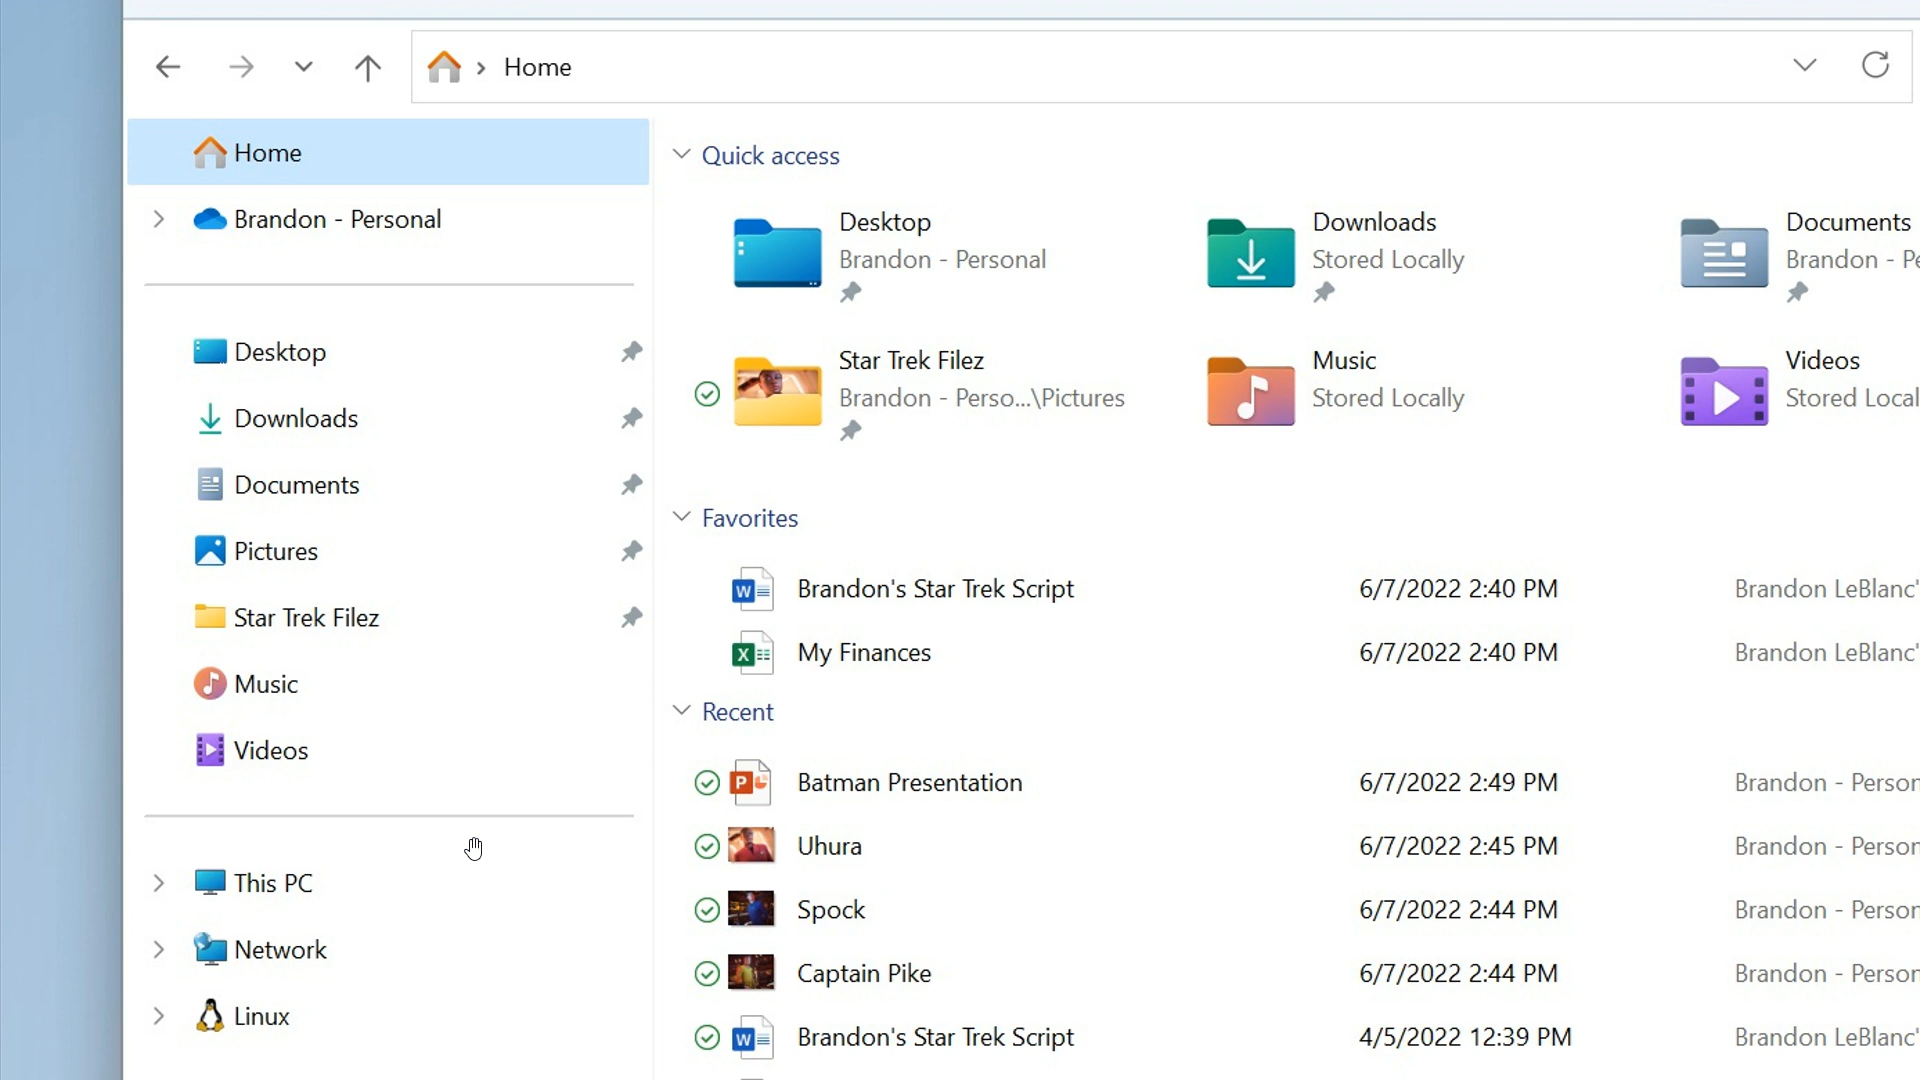 Home
Home
Brandon - Personal
Desktop
Downloads
Documents
Pictures
Star Trek Filez
Music
Videos
This PC
Network
Linux
Quick access
Desktop
Brandon - Personal
Downloads
Stored Locally
Documents
Brandon - Pe
Star Trek Filez
Brandon - Perso...\Pictures
Music
Stored Locally
Videos
Stored Local
Favorites
Brandon's Star Trek Script 6/7/2022 2:40 PM Brandon LeBlanc'
My Finances 6/7/2022 2:40 PM Brandon LeBlanc'
Recent
Batman Presentation 6/7/2022 2:49 PM Brandon - Person
Uhura 6/7/2022 2:45 PM Brandon - Person
Spock 6/7/2022 2:44 PM Brandon - Person
Captain Pike 6/7/2022 2:44 PM Brandon - Person
Brandon's Star Trek Script 4/5/2022 12:39 PM Brandon LeBlanc'